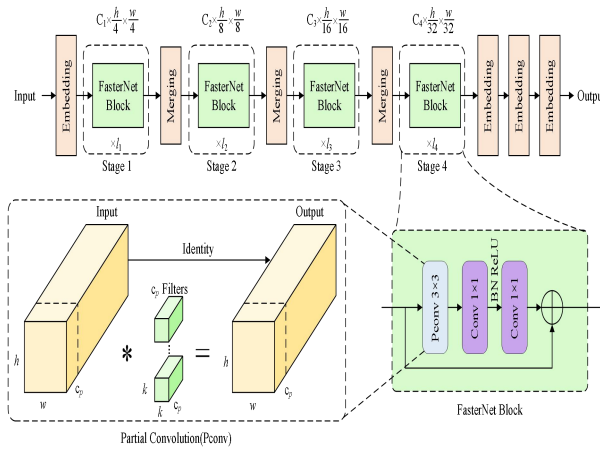 C₁×h/4×w/4
C₂×h/8×w/8
C₃×h/16×w/16
C₄×h/32×w/32
Input
Embedding
FasterNet
Block
×l₁
Stage 1
Merging
FasterNet
Block
×l₂
Stage 2
Merging
FasterNet
Block
×l₃
Stage 3
Merging
FasterNet
Block
×l₄
Stage 4
Embedding
Embedding
Embedding
Output
Input
Output
Identity
cₚ Filters
*
=
h
w
cₚ
k
k
cₚ
h
w
cₚ
Partial Convolution(Pconv)
Pconv 3×3
Conv 1×1
BN ReLU
Conv 1×1
FasterNet Block